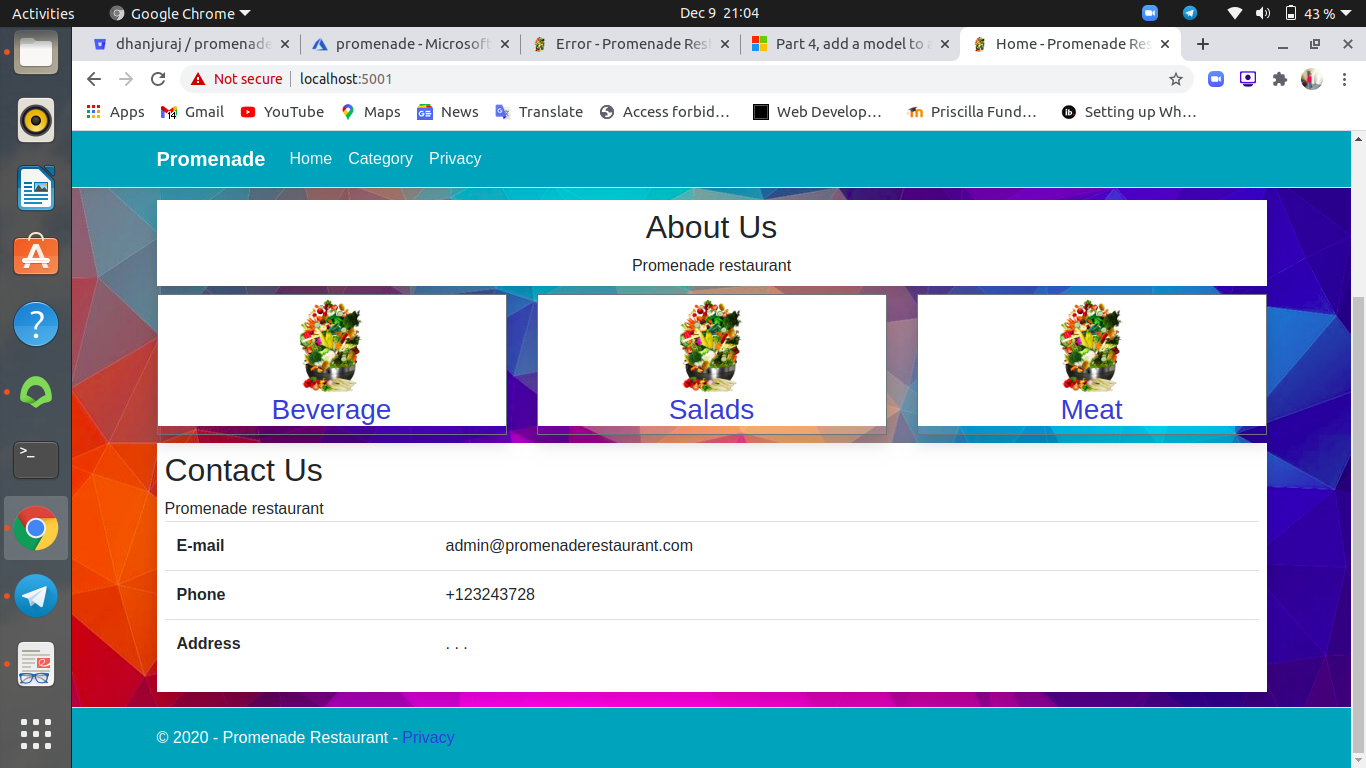 Activities
Google Chrome
Dec 9 21:04
43 %
dhanjuraj / promenade
promenade - Microsoft
Error - Promenade Res
Part 4, add a model to a
Home - Promenade Res
Not secure
localhost:5001
Apps
Gmail
YouTube
Maps
News
Translate
Access forbid…
Web Develop…
Priscilla Fund…
Setting up Wh…
Promenade
Home
Category
Privacy
About Us
Promenade restaurant
Beverage
Salads
Meat
Contact Us
Promenade restaurant
E-mail admin@promenaderestaurant.com
Phone +123243728
Address . . .
© 2020 - Promenade Restaurant - Privacy